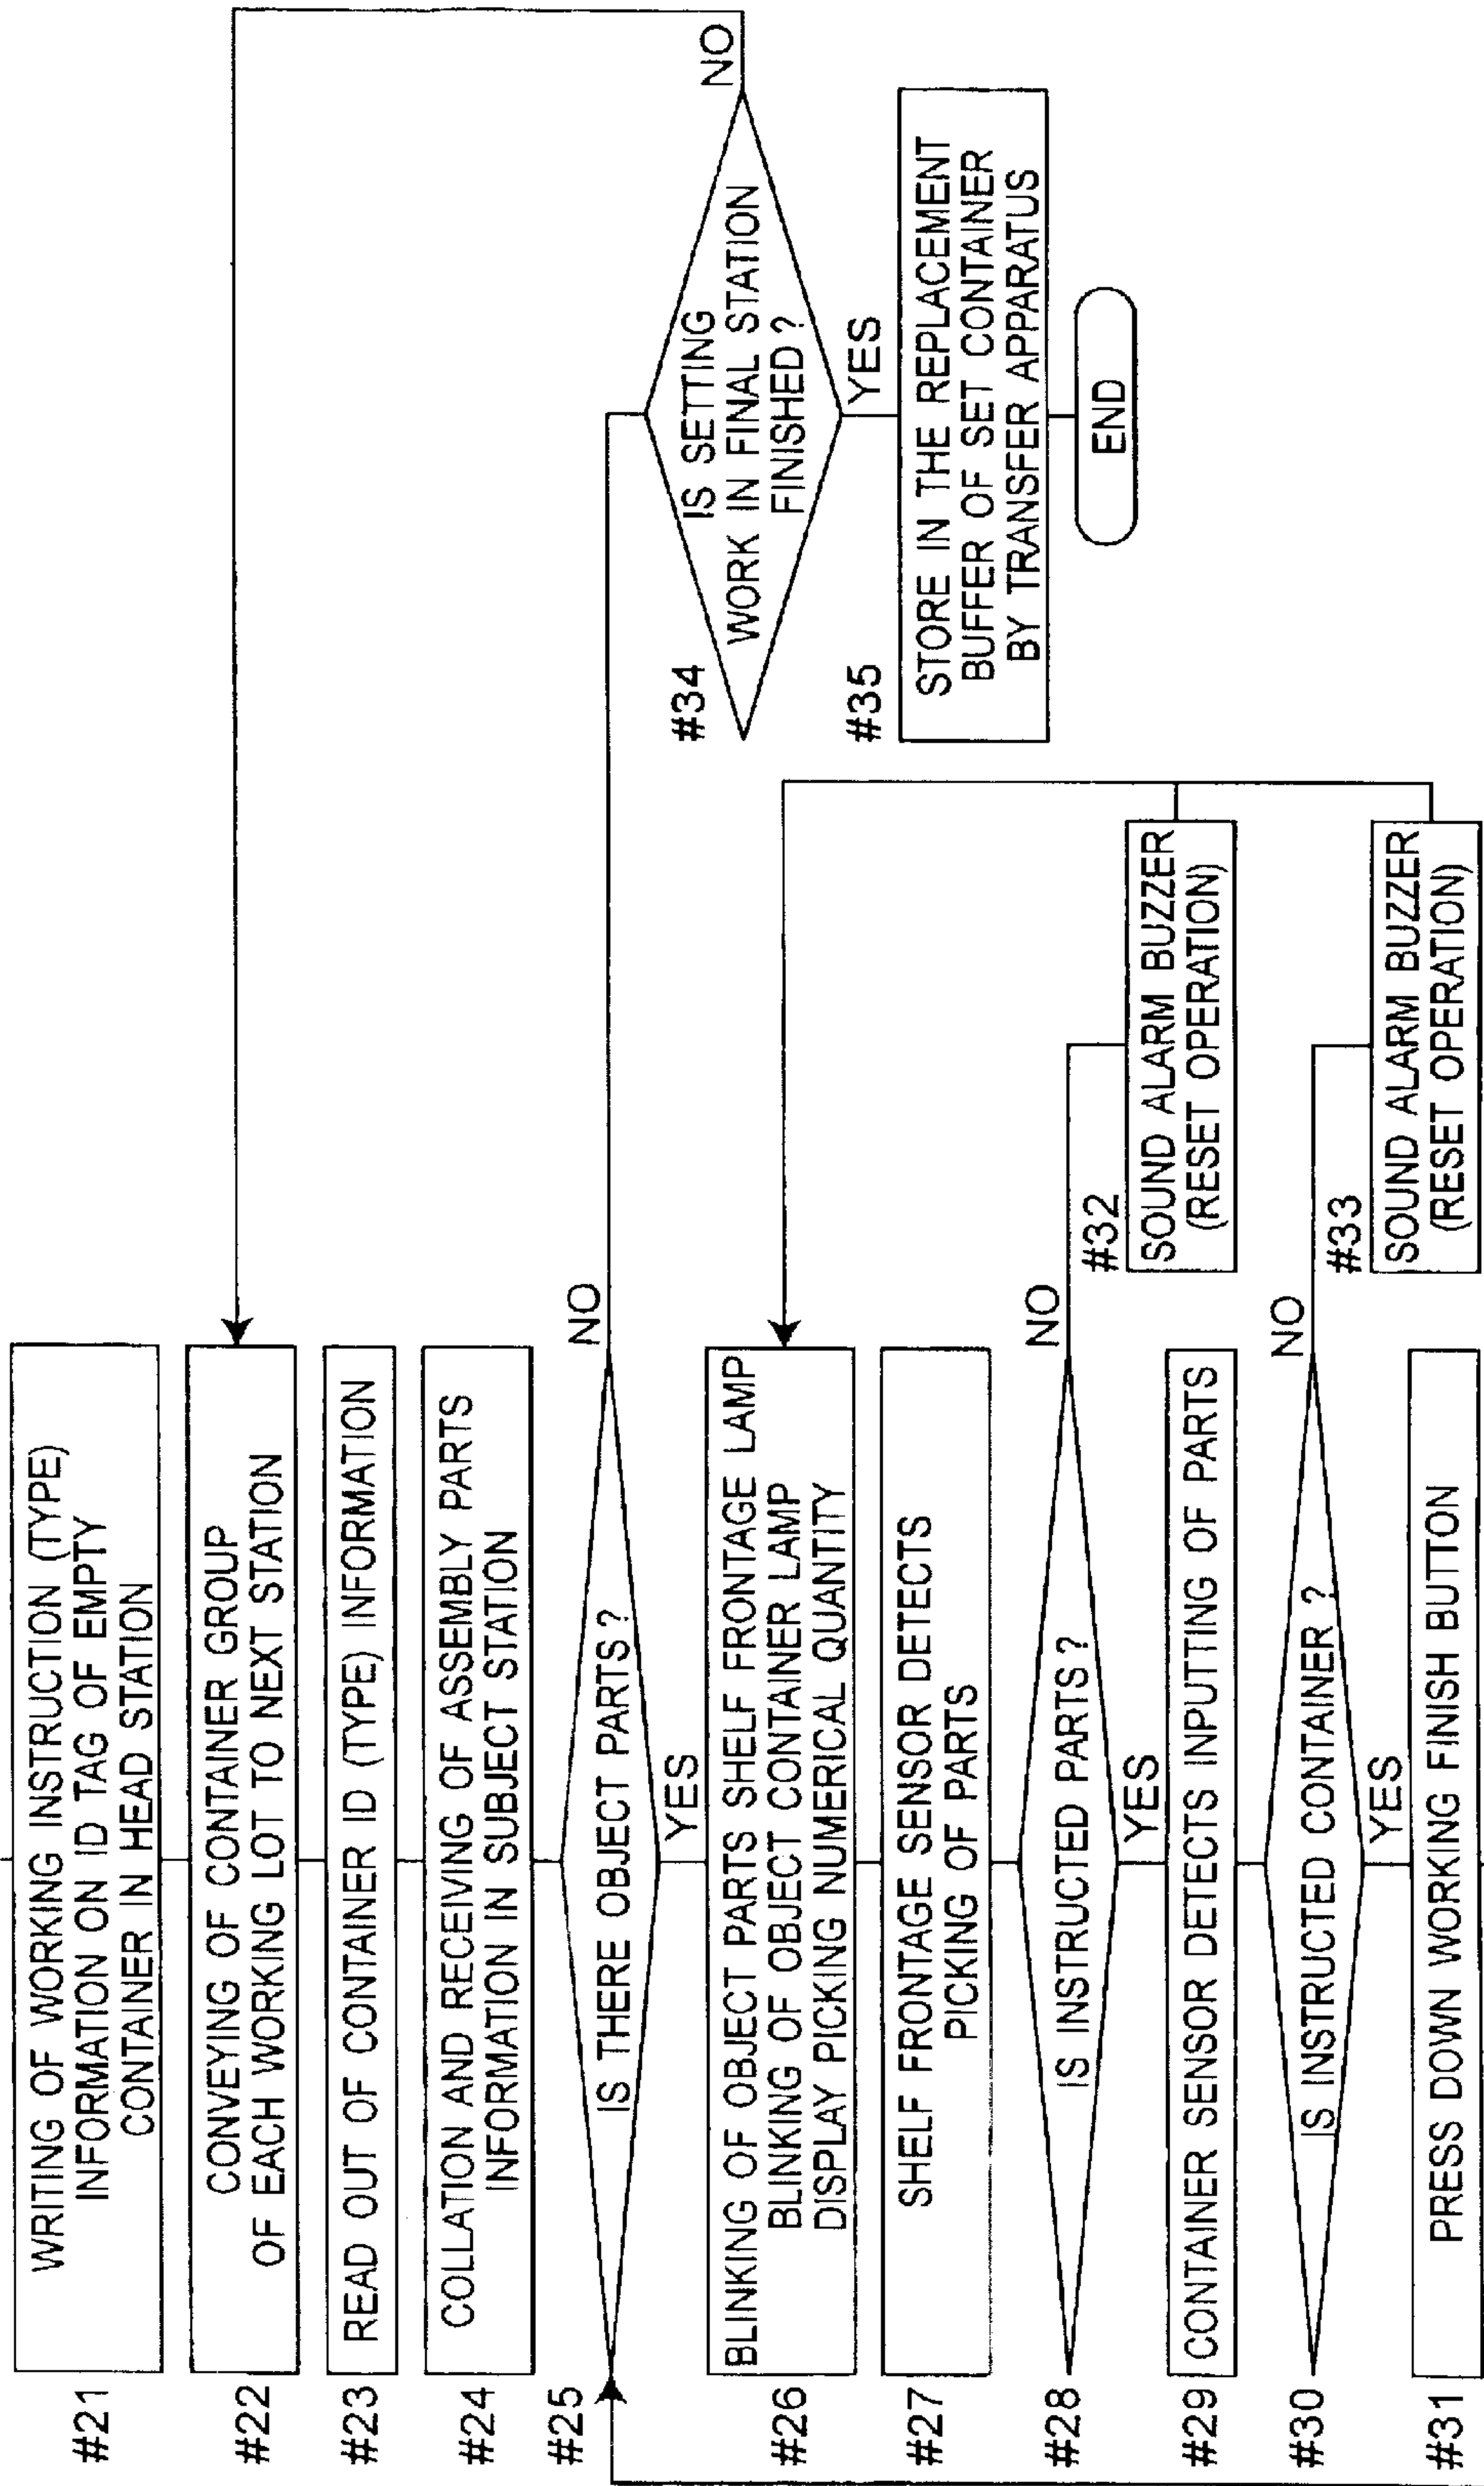 #21
WRITING OF WORKING INSTRUCTION (TYPE)
INFORMATION ON ID TAG OF EMPTY
CONTAINER IN HEAD STATION
#22
CONVEYING OF CONTAINER GROUP
OF EACH WORKING LOT TO NEXT STATION
#23
READ OUT OF CONTAINER ID (TYPE) INFORMATION
#24
COLLATION AND RECEIVING OF ASSEMBLY PARTS
INFORMATION IN SUBJECT STATION
#25
IS THERE OBJECT PARTS?
NO
YES
#26
BLINKING OF OBJECT PARTS SHELF FRONTAGE LAMP
BLINKING OF OBJECT CONTAINER LAMP
DISPLAY PICKING NUMERICAL QUANTITY
#27
SHELF FRONTAGE SENSOR DETECTS
PICKING OF PARTS
#28
IS INSTRUCTED PARTS?
NO
YES
#32
SOUND ALARM BUZZER
(RESET OPERATION)
#29
CONTAINER SENSOR DETECTS INPUTTING OF PARTS
#30
IS INSTRUCTED CONTAINER ?
NO
YES
#33
SOUND ALARM BUZZER
(RESET OPERATION)
#31
PRESS DOWN WORKING FINISH BUTTON
#34
IS SETTING
WORK IN FINAL STATION
FINISHED ?
NO
YES
#35
STORE IN THE REPLACEMENT
BUFFER OF SET CONTAINER
BY TRANSFER APPARATUS
END